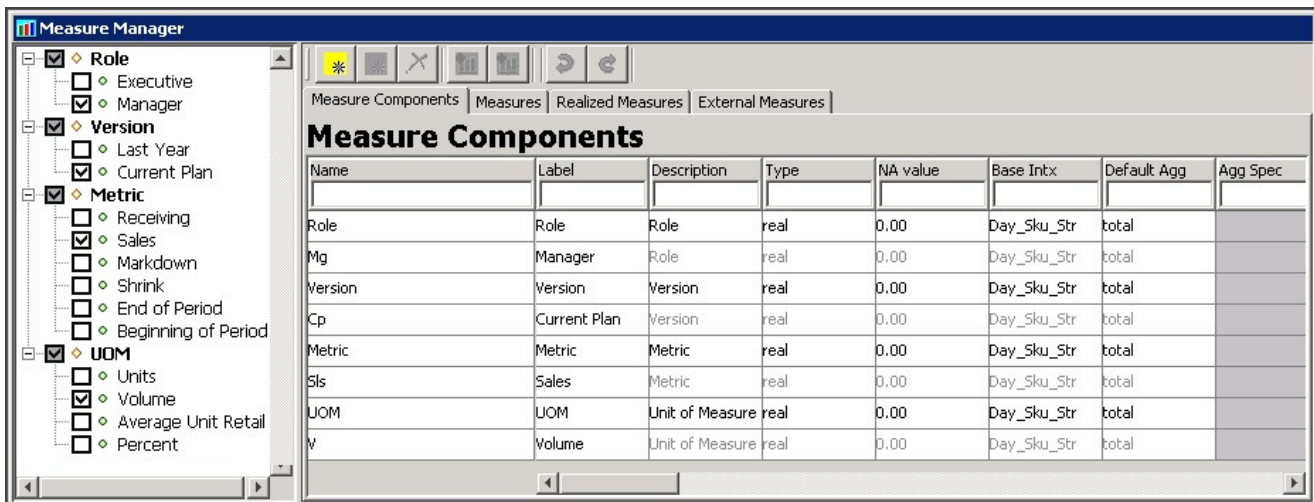 Measure Manager
Role
Executive
Manager
Version
Last Year
Current Plan
Metric
Receiving
Sales
Markdown
Shrink
End of Period
Beginning of Period
UOM
Units
Volume
Average Unit Retail
Percent
Measure Components Measures Realized Measures External Measures
Measure Components
Name Label Description Type NA value Base Intx Default Agg Agg Spec
Role Role Role real 0.00 Day_Sku_Str total
Mg Manager Role real 0.00 Day_Sku_Str total
Version Version Version real 0.00 Day_Sku_Str total
Cp Current Plan Version real 0.00 Day_Sku_Str total
Metric Metric Metric real 0.00 Day_Sku_Str total
Sls Sales Metric real 0.00 Day_Sku_Str total
UOM UOM Unit of Measure real 0.00 Day_Sku_Str total
V Volume Unit of Measure real 0.00 Day_Sku_Str total